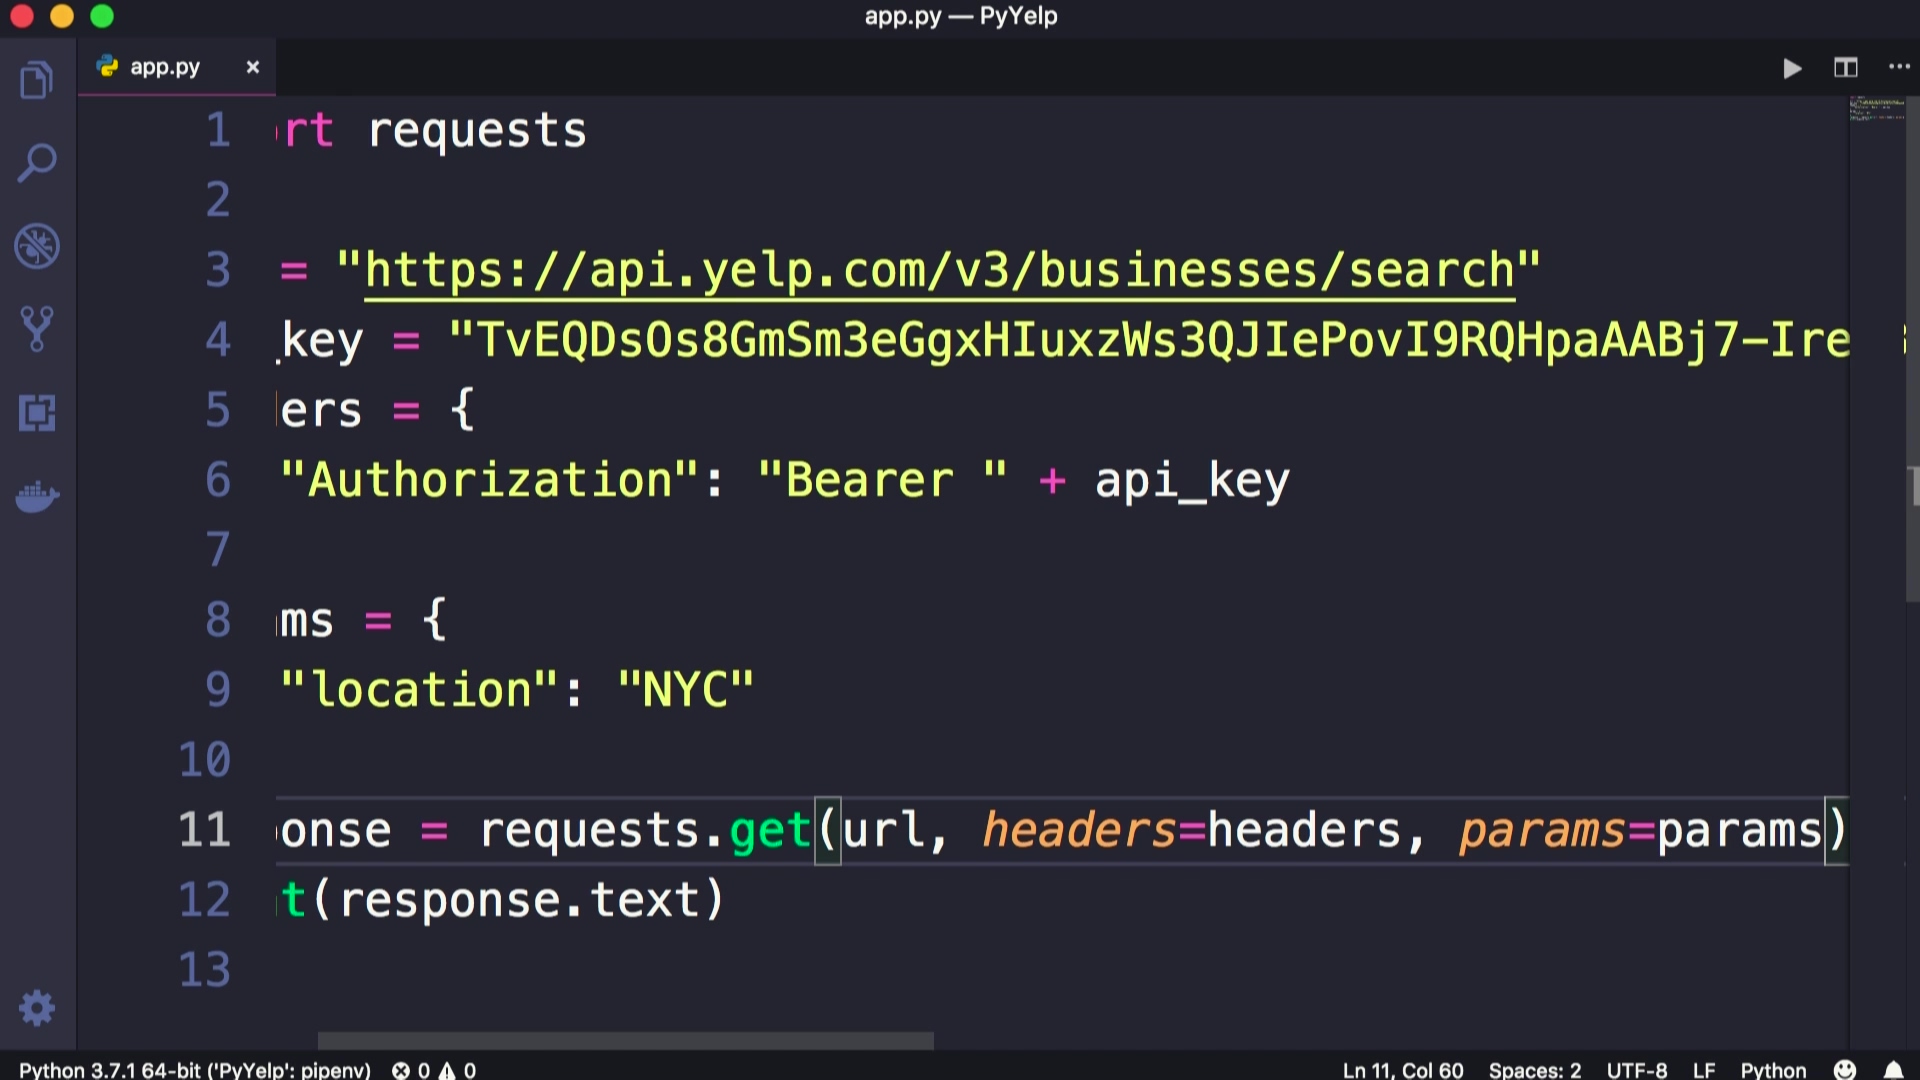 app.py — PyYelp
app.py
1 rt requests
2
3 = "https://api.yelp.com/v3/businesses/search"
4 _key = "TvEQDsOs8GmSm3eGgxHIuxzWs3QJIePovI9RQHpaAABj7-Ire
5 ers = {
6 "Authorization": "Bearer " + api_key
7
8 ms = {
9 "location": "NYC"
10
11 onse = requests.get(url, headers=headers, params=params)
12 t(response.text)
13
Python 3.7.1 64-bit ('PyYelp': pipenv) 0 0 Ln 11, Col 60 Spaces: 2 UTF-8 LF Python